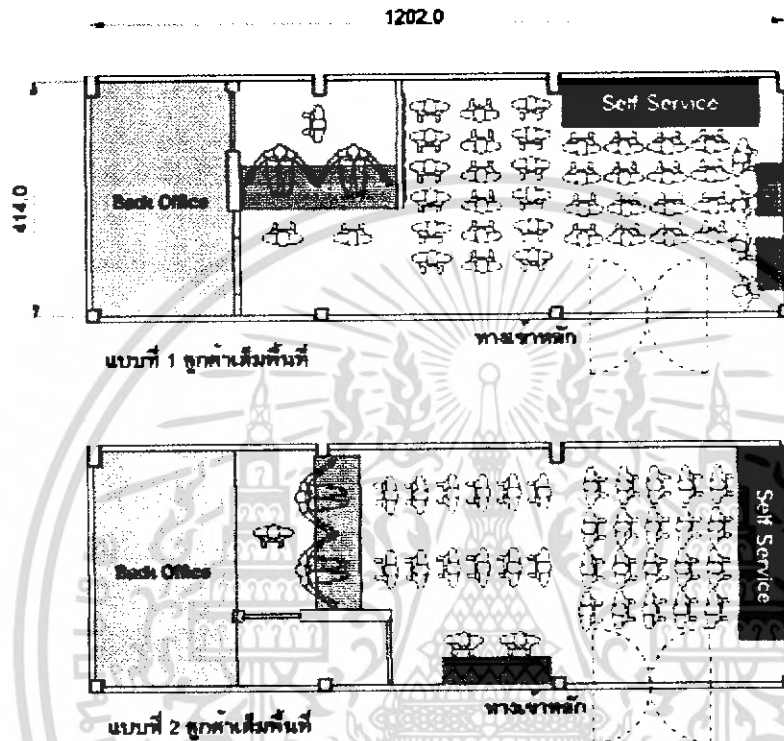 1202.0
Self Service
414.0
Back Office
ทางเข้าหลัก
แบบที่ 1 ลูกค้าเต็มพื้นที่
Back Office
Self Service
ทางเข้าหลัก
แบบที่ 2 ลูกค้าเต็มพื้นที่